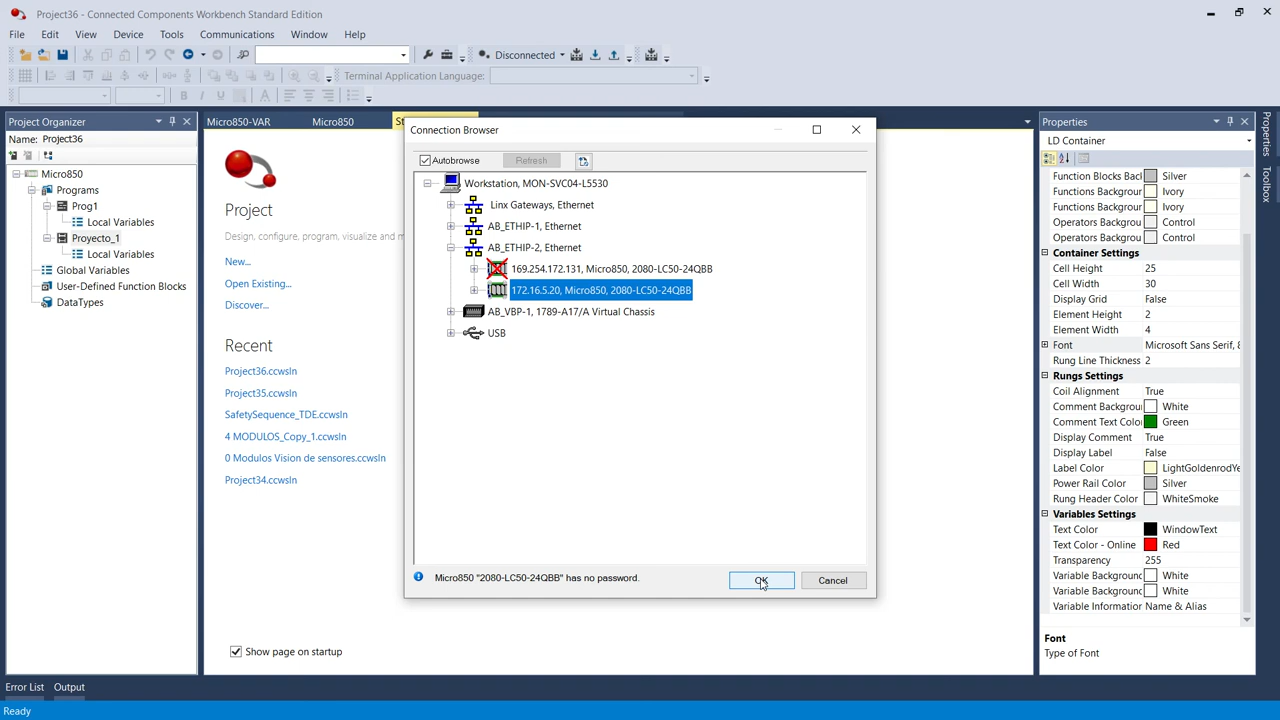 Project36 - Connected Components Workbench Standard Edition
File Edit View Device Tools Communications Window Help
Disconnected
Terminal Application Language:
Project Organizer
Name: Project36
Micro850
Programs
Prog1
Local Variables
Proyecto_1
Local Variables
Global Variables
User-Defined Function Blocks
DataTypes
Micro850-VAR Micro850 St
Project
Design, configure, program, visualize and m
New...
Open Existing...
Discover...
Recent
Project36.ccwsln
Project35.ccwsln
SafetySequence_TDE.ccwsln
4 MODULOS_Copy_1.ccwsln
0 Modulos Vision de sensores.ccwsln
Project34.ccwsln
Show page on startup
Connection Browser
Autobrowse Refresh
Workstation, MON-SVC04-L5530
Linx Gateways, Ethernet
AB_ETHIP-1, Ethernet
AB_ETHIP-2, Ethernet
169.254.172.131, Micro850, 2080-LC50-24QBB
172.16.5.20, Micro850, 2080-LC50-24QBB
AB_VBP-1, 1789-A17/A Virtual Chassis
USB
Micro850 "2080-LC50-24QBB" has no password.
OK Cancel
Properties
LD Container
Function Blocks Bacl Silver
Functions Backgrour Ivory
Functions Backgrour Ivory
Operators Backgrou Control
Operators Backgrou Control
Container Settings
Cell Height 25
Cell Width 30
Display Grid False
Element Height 2
Element Width 4
Font Microsoft Sans Serif, 8
Rung Line Thickness 2
Rungs Settings
Coil Alignment True
Comment Backgrour White
Comment Text Colo Green
Display Comment True
Display Label False
Label Color LightGoldenrodYe
Power Rail Color Silver
Rung Header Color WhiteSmoke
Variables Settings
Text Color WindowText
Text Color - Online Red
Transparency 255
Variable Background White
Variable Background White
Variable Information Name & Alias
Font
Type of Font
Properties
Toolbox
Error List Output
Ready